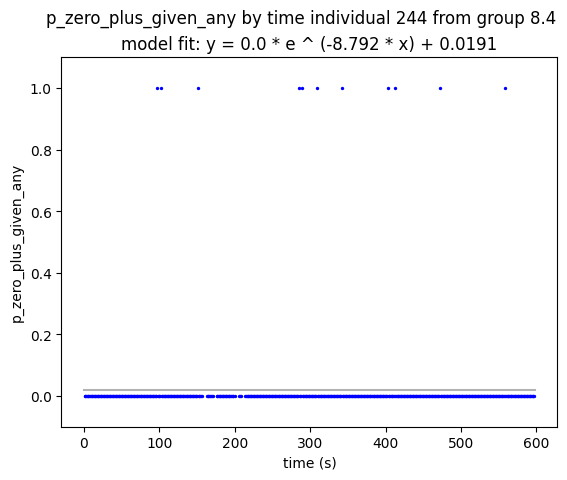 p_zero_plus_given_any by time individual 244 from group 8.4
model fit: y = 0.0 * e ^ (-8.792 * x) + 0.0191
1.0
0.8
0.6
0.4
0.2
0.0
p_zero_plus_given_any
0 100 200 300 400 500 600
time (s)